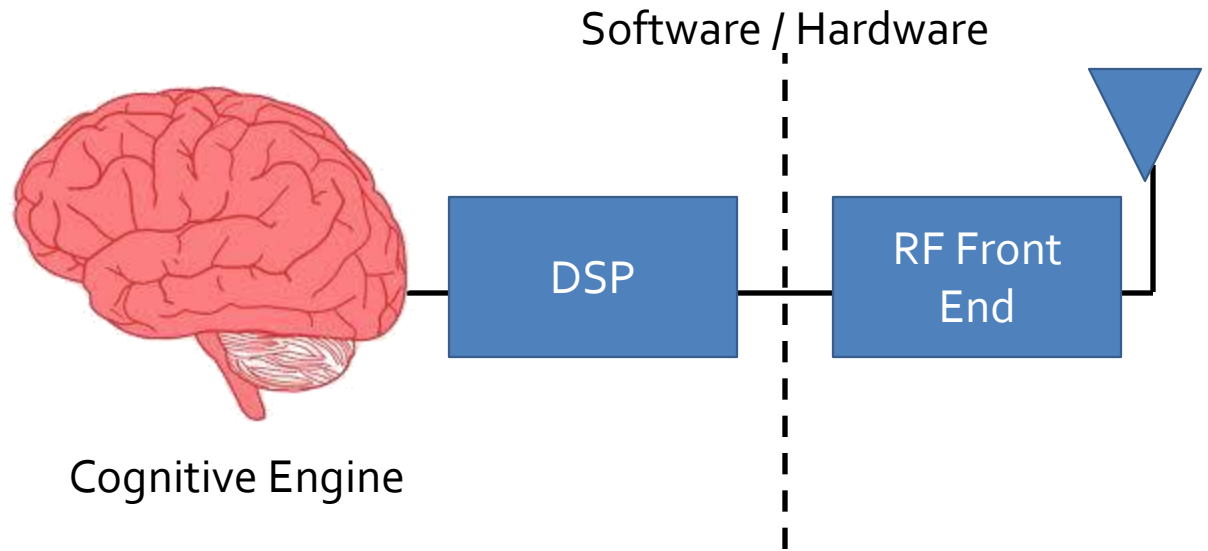 Software / Hardware
DSP
RF Front
End
Cognitive Engine